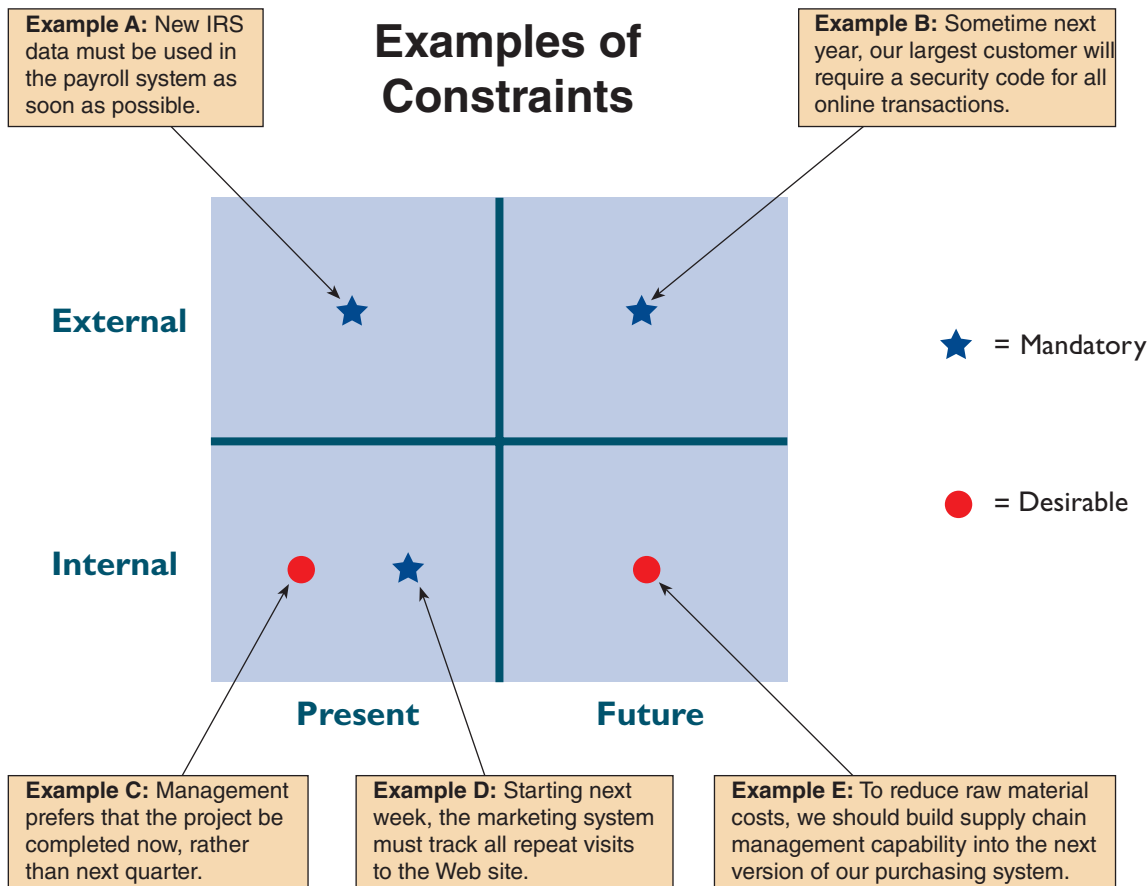 Examples of
Constraints
Example A: New IRS
data must be used in
the payroll system as
soon as possible.
Example B: Sometime next
year, our largest customer will
require a security code for all
online transactions.
External
= Mandatory
Internal
= Desirable
Present
Future
Example C: Management
prefers that the project be
completed now, rather
than next quarter.
Example D: Starting next
week, the marketing system
must track all repeat visits
to the Web site.
Example E: To reduce raw material
costs, we should build supply chain
management capability into the next
version of our purchasing system.